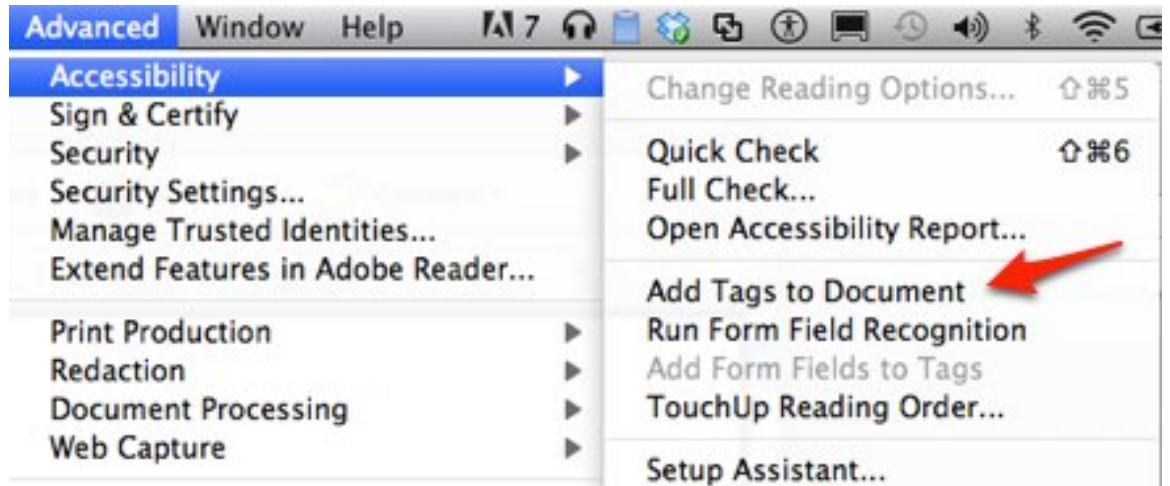 Advanced Window Help 7
Accessibility
Sign & Certify
Security
Security Settings...
Manage Trusted Identities...
Extend Features in Adobe Reader...
Print Production
Redaction
Document Processing
Web Capture
Change Reading Options... ⇧⌘5
Quick Check ⇧⌘6
Full Check...
Open Accessibility Report...
Add Tags to Document
Run Form Field Recognition
Add Form Fields to Tags
TouchUp Reading Order...
Setup Assistant...